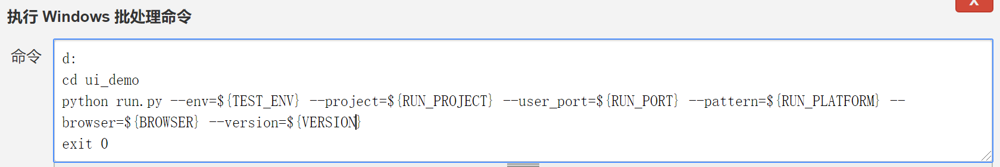 X
执行 Windows 批处理命令
命令
d:
cd ui_demo
python run.py --env=${TEST_ENV} --project=${RUN_PROJECT} --user_port=${RUN_PORT} --pattern=${RUN_PLATFORM} --
browser=${BROWSER} --version=${VERSION}
exit 0